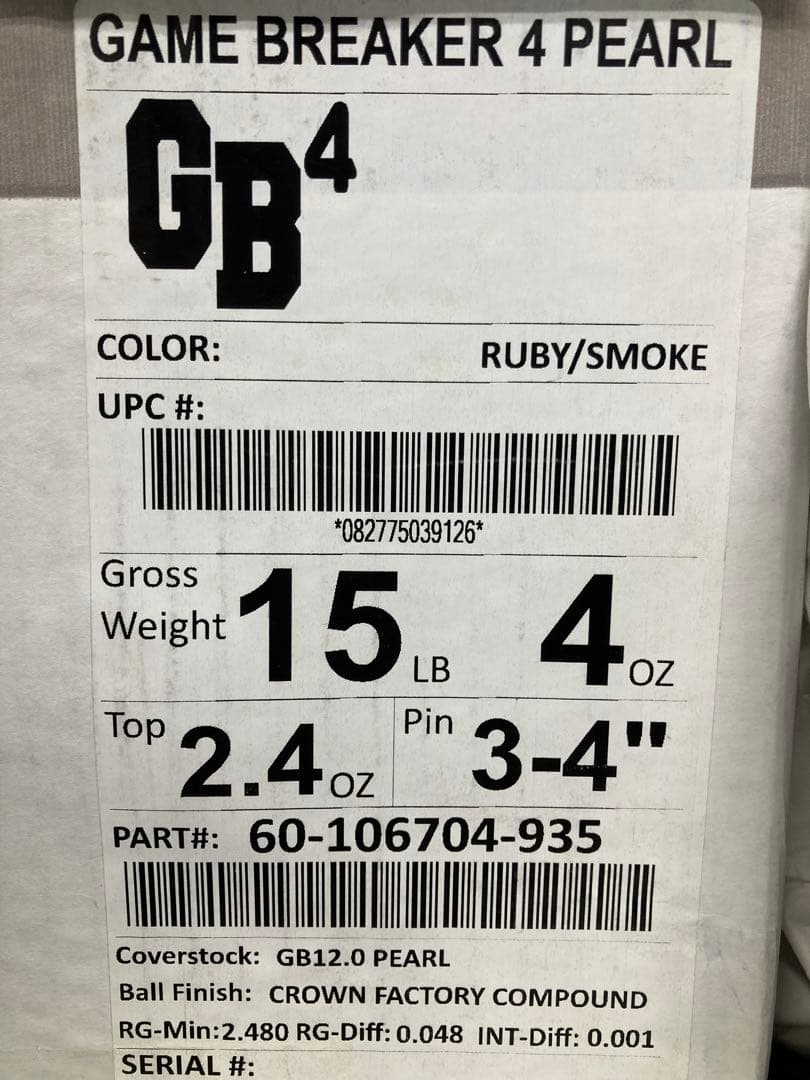 GAME BREAKER 4 PEARL
GB4
COLOR: RUBY/SMOKE
UPC #:
*082775039126*
Gross Weight 15 LB 4 OZ
Top 2.4 OZ Pin 3-4"
PART#: 60-106704-935
Coverstock: GB12.0 PEARL
Ball Finish: CROWN FACTORY COMPOUND
RG-Min:2.480 RG-Diff: 0.048 INT-Diff: 0.001
SERIAL #: